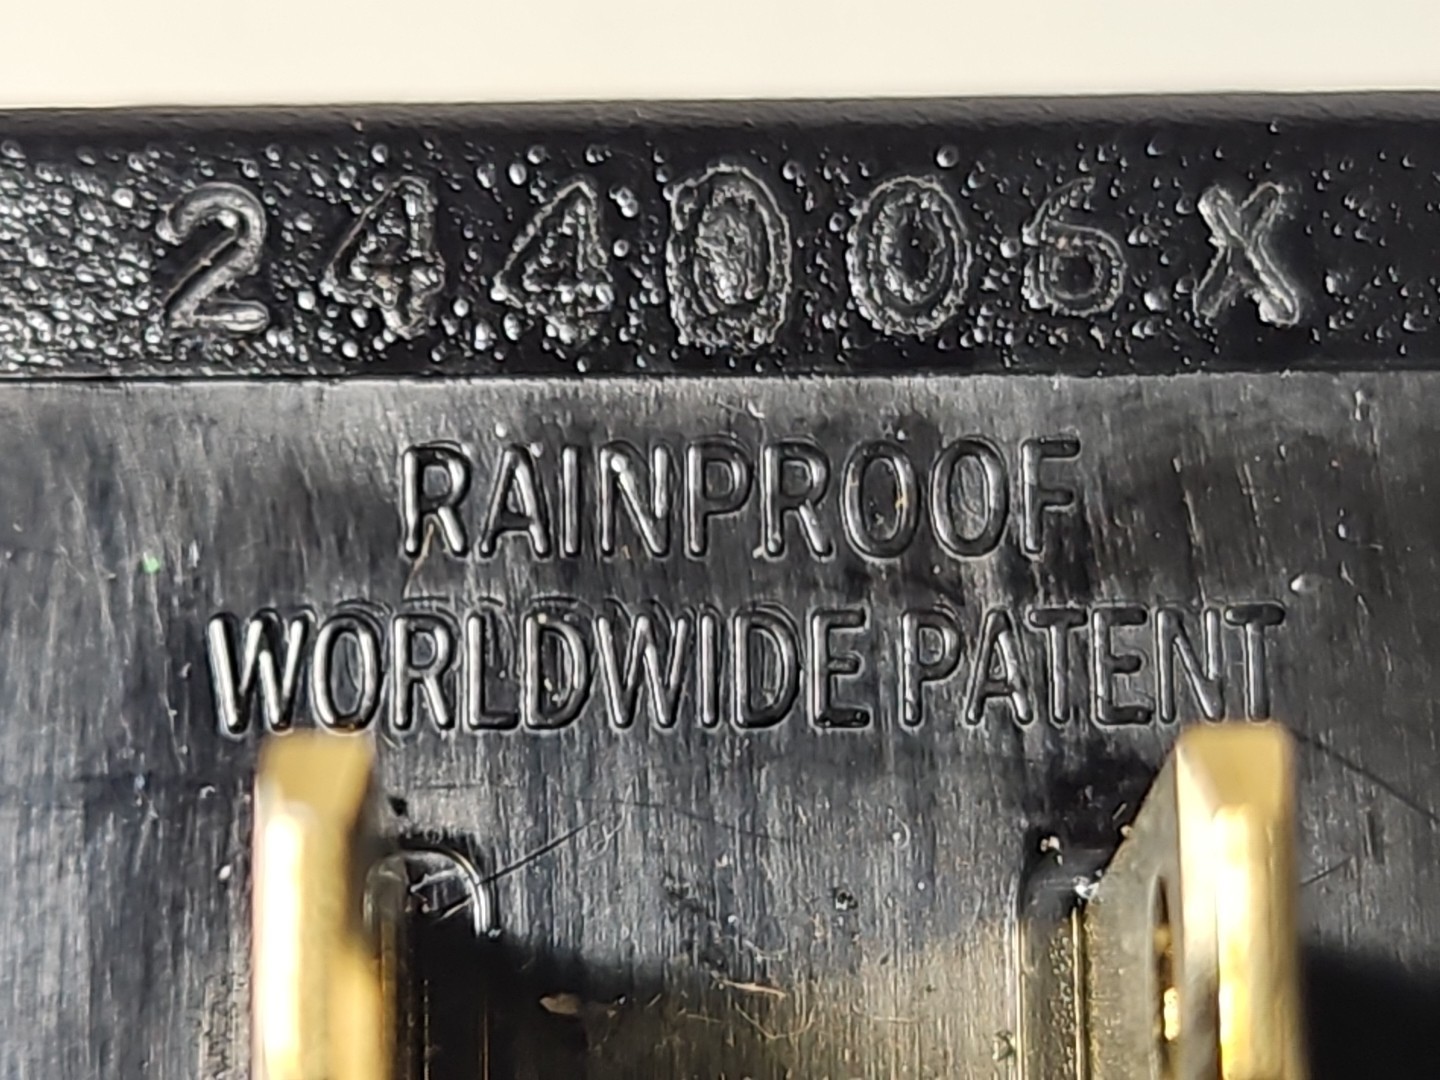 244006X
RAINPROOF
WORLDWIDE PATENT